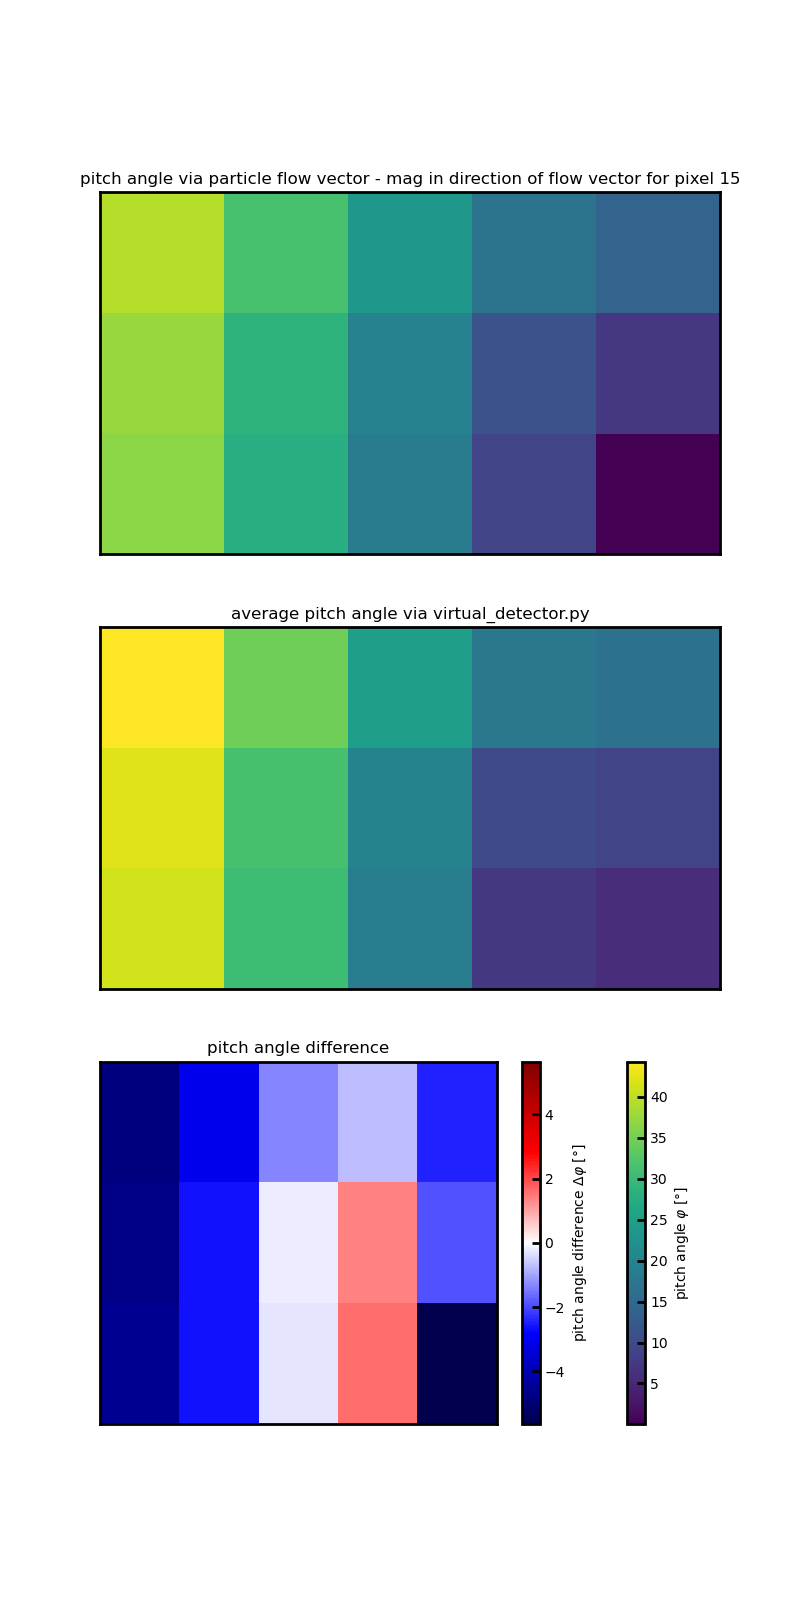 pitch angle via particle flow vector - mag in direction of flow vector for pixel 15
average pitch angle via virtual_detector.py
pitch angle difference
4
2
0
−2
−4
pitch angle difference Δφ [°]
40
35
30
25
20
15
10
5
pitch angle φ [°]